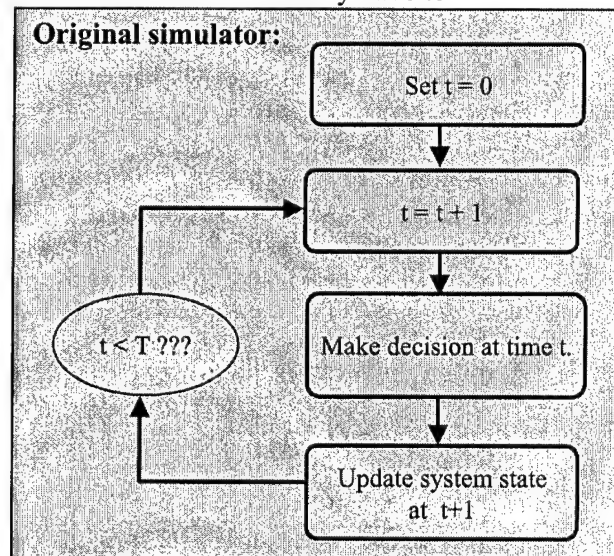 Original simulator:
Set t = 0
t = t + 1
Make decision at time t.
Update system state
at t+1
t < T ???